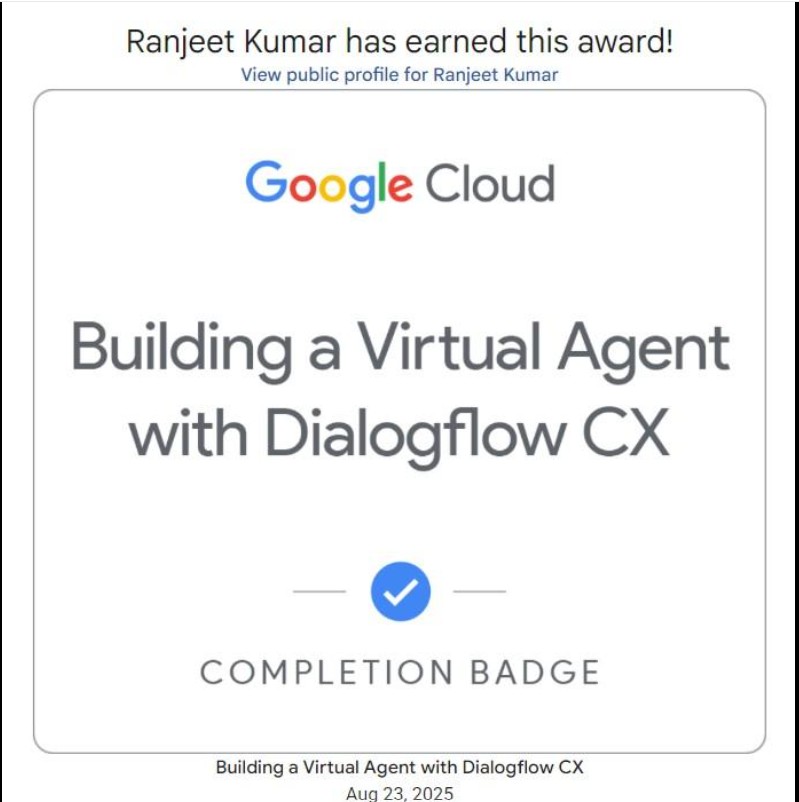 Ranjeet Kumar has earned this award!
View public profile for Ranjeet Kumar
Google Cloud
Building a Virtual Agent
with Dialogflow CX
COMPLETION BADGE
Building a Virtual Agent with Dialogflow CX
Aug 23, 2025